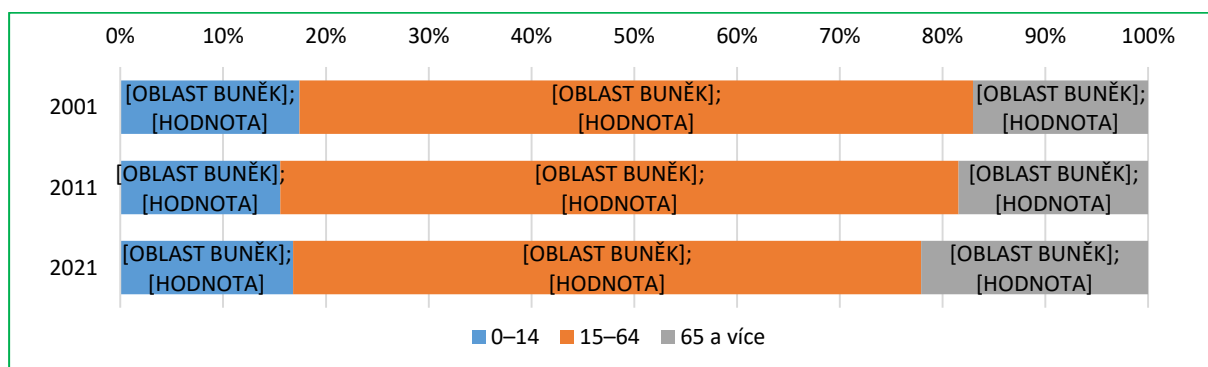 0% 10% 20% 30% 40% 50% 60% 70% 80% 90% 100%
2001
[OBLAST BUNĚK];
[HODNOTA]
[OBLAST BUNĚK];
[HODNOTA]
[OBLAST BUNĚK];
[HODNOTA]
2011
[OBLAST BUNĚK];
[HODNOTA]
[OBLAST BUNĚK];
[HODNOTA]
[OBLAST BUNĚK];
[HODNOTA]
2021
[OBLAST BUNĚK];
[HODNOTA]
[OBLAST BUNĚK];
[HODNOTA]
[OBLAST BUNĚK];
[HODNOTA]
0–14 15–64 65 a více